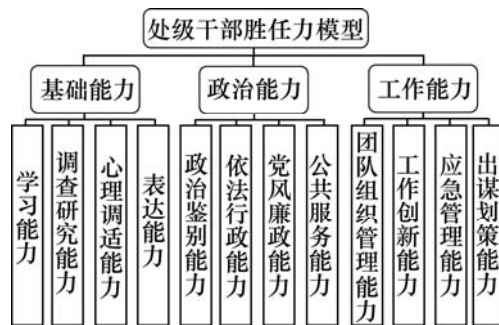 处级干部胜任力模型
基础能力
政治能力
工作能力
学习能力
调查研究能力
心理调适能力
表达能力
政治鉴别能力
依法行政能力
党风廉政能力
公共服务能力
团队组织管理能力
工作创新能力
应急管理能力
出谋划策能力